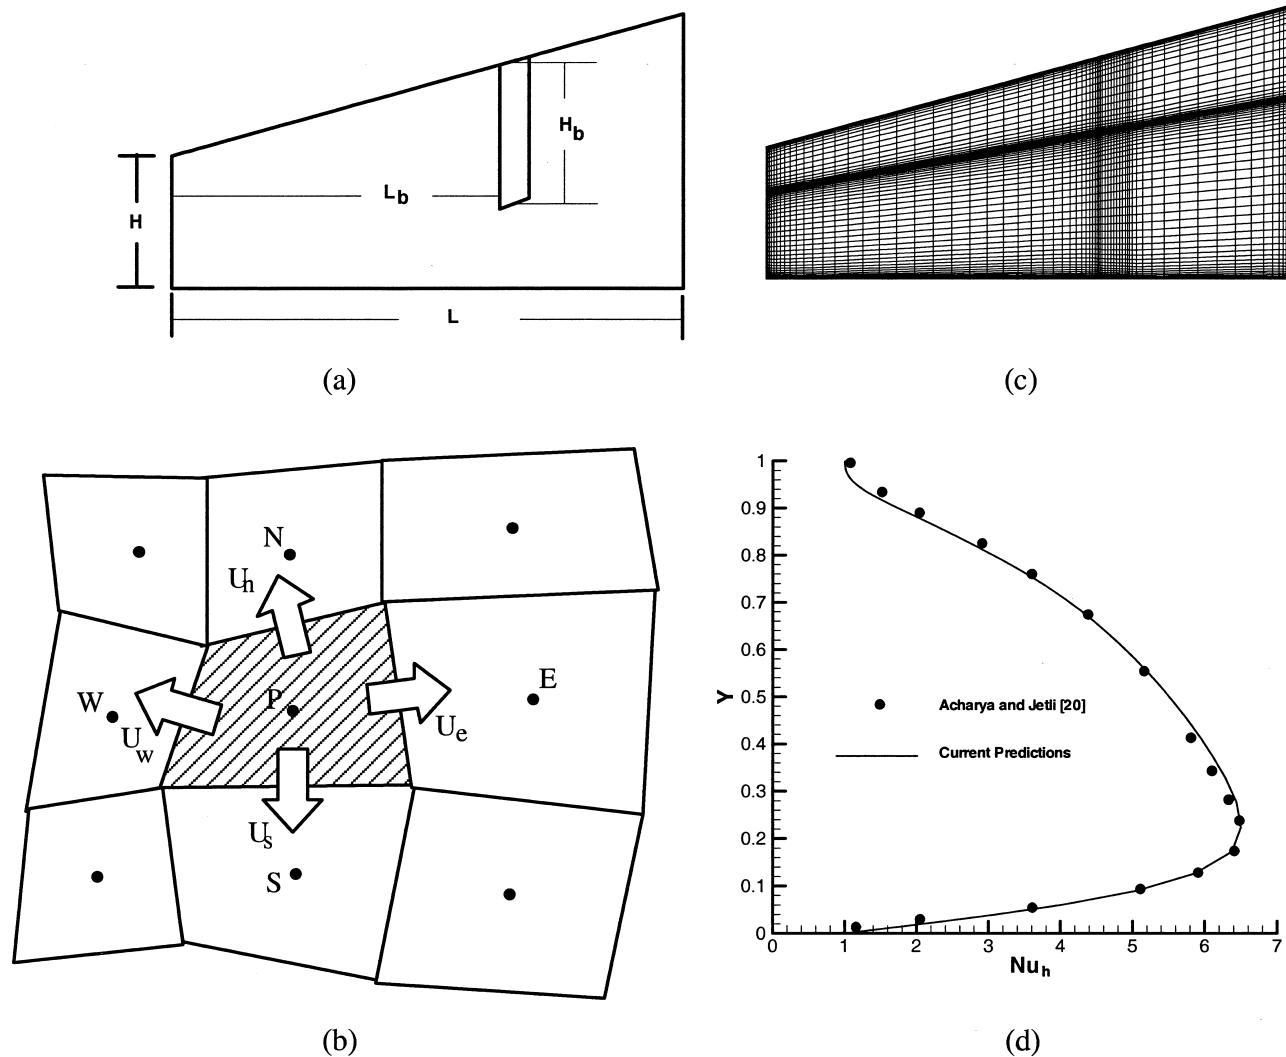 H_b
L_b
H
L
(a)
(c)
N
U_n
W
P
E
U_w
U_e
U_s
S
(b)
1
0.9
0.8
0.7
0.6
0.5
0.4
0.3
0.2
0.1
0
Y
Acharya and Jetli [20]
Current Predictions
0 1 2 3 4 5 6 7
Nu_h
(d)